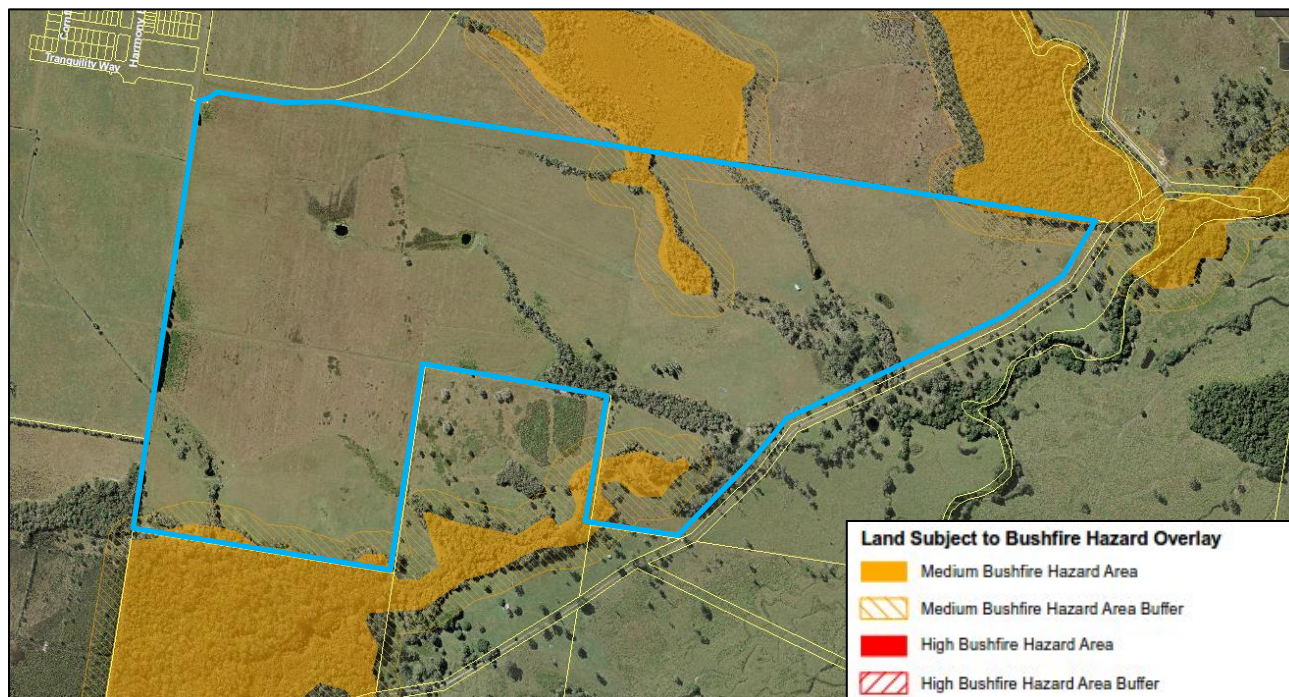 Tranquility Way
Harmony
Land Subject to Bushfire Hazard Overlay
Medium Bushfire Hazard Area
Medium Bushfire Hazard Area Buffer
High Bushfire Hazard Area
High Bushfire Hazard Area Buffer